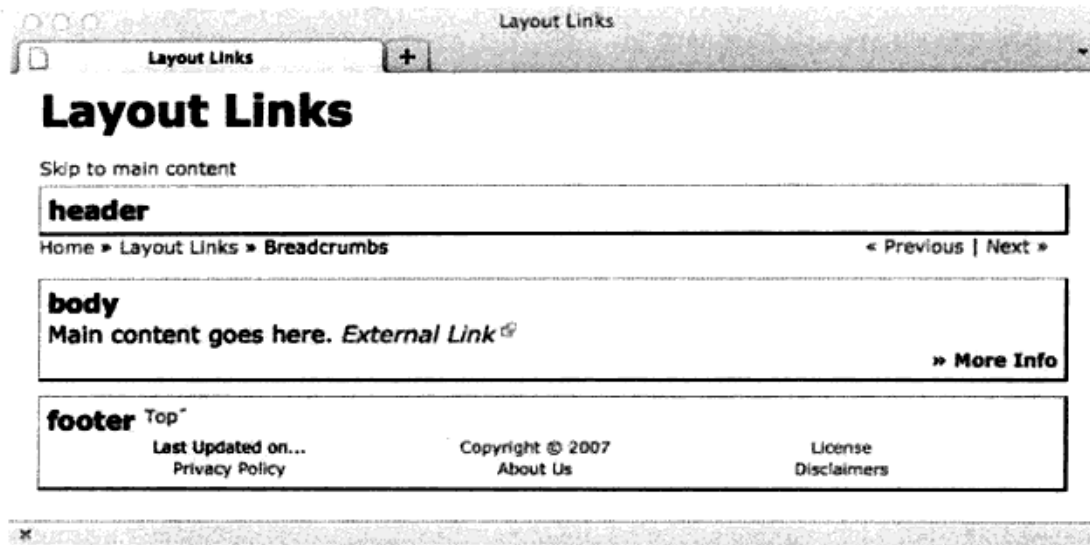 Layout Links
Layout Links +
Layout Links
Skip to main content
header
Home » Layout Links » Breadcrumbs « Previous | Next »
body
Main content goes here. External Link
» More Info
footer Top^
Last Updated on... Copyright © 2007 License
Privacy Policy About Us Disclaimers